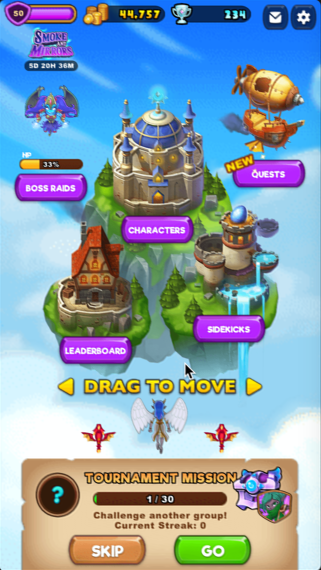 50
44,757
234
SMOKE AND MIRRORS
5D 20H 36M
HP
33%
BOSS RAIDS
NEW
QUESTS
CHARACTERS
SIDEKICKS
LEADERBOARD
DRAG TO MOVE
TOURNAMENT MISSION
?
1 / 30
Challenge another group!
Current Streak: 0
SKIP
GO